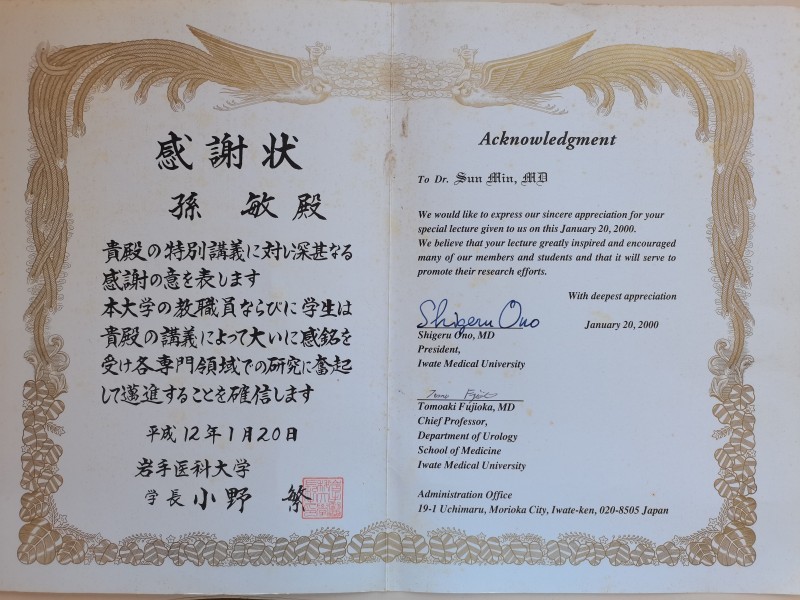 感謝状
孫 敏 殿
貴殿の特別講義に対し深甚なる
感謝の意を表します
本大学の教職員ならびに学生は
貴殿の講義によって大いに感銘を
受け各専門領域での研究に奮起
して邁進することを確信します
平成12年1月20日
岩手医科大学
学長 小野 繁
Acknowledgment
To Dr. Sun Min, MD
We would like to express our sincere appreciation for your
special lecture given to us on this January 20, 2000.
We believe that your lecture greatly inspired and encouraged
many of our members and students and that it will serve to
promote their research efforts.
With deepest appreciation
Shigeru Ono
January 20, 2000
Shigeru Ono, MD
President,
Iwate Medical University
Tomoaki Fujioka, MD
Chief Professor,
Department of Urology
School of Medicine
Iwate Medical University
Administration Office
19-1 Uchimaru, Morioka City, Iwate-ken, 020-8505 Japan